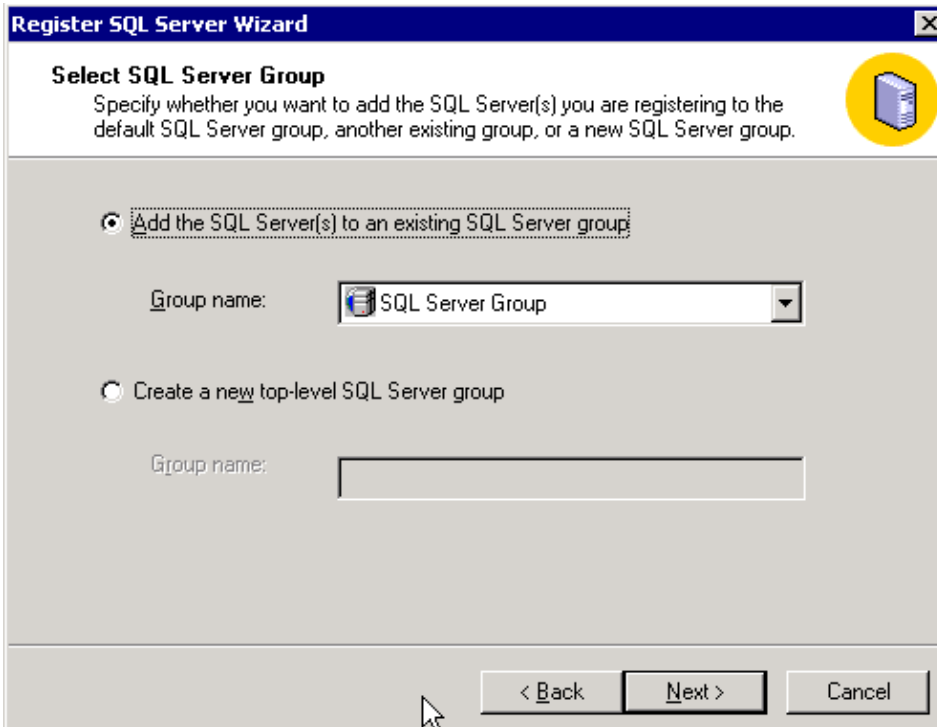 Register SQL Server Wizard
Select SQL Server Group
Specify whether you want to add the SQL Server(s) you are registering to the
default SQL Server group, another existing group, or a new SQL Server group.
Add the SQL Server(s) to an existing SQL Server group
Group name:
SQL Server Group
Create a new top-level SQL Server group
Group name:
< Back
Next >
Cancel